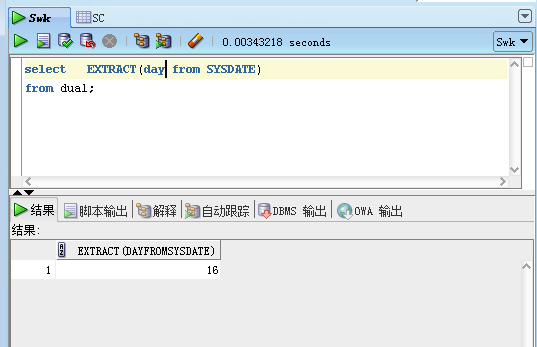 Swk SC
0.00343218 seconds Swk
select EXTRACT(day from SYSDATE)
from dual;
结果 脚本输出 解释 自动跟踪 DBMS 输出 OWA 输出
结果:
EXTRACT(DAYFROMSYSDATE)
1 16